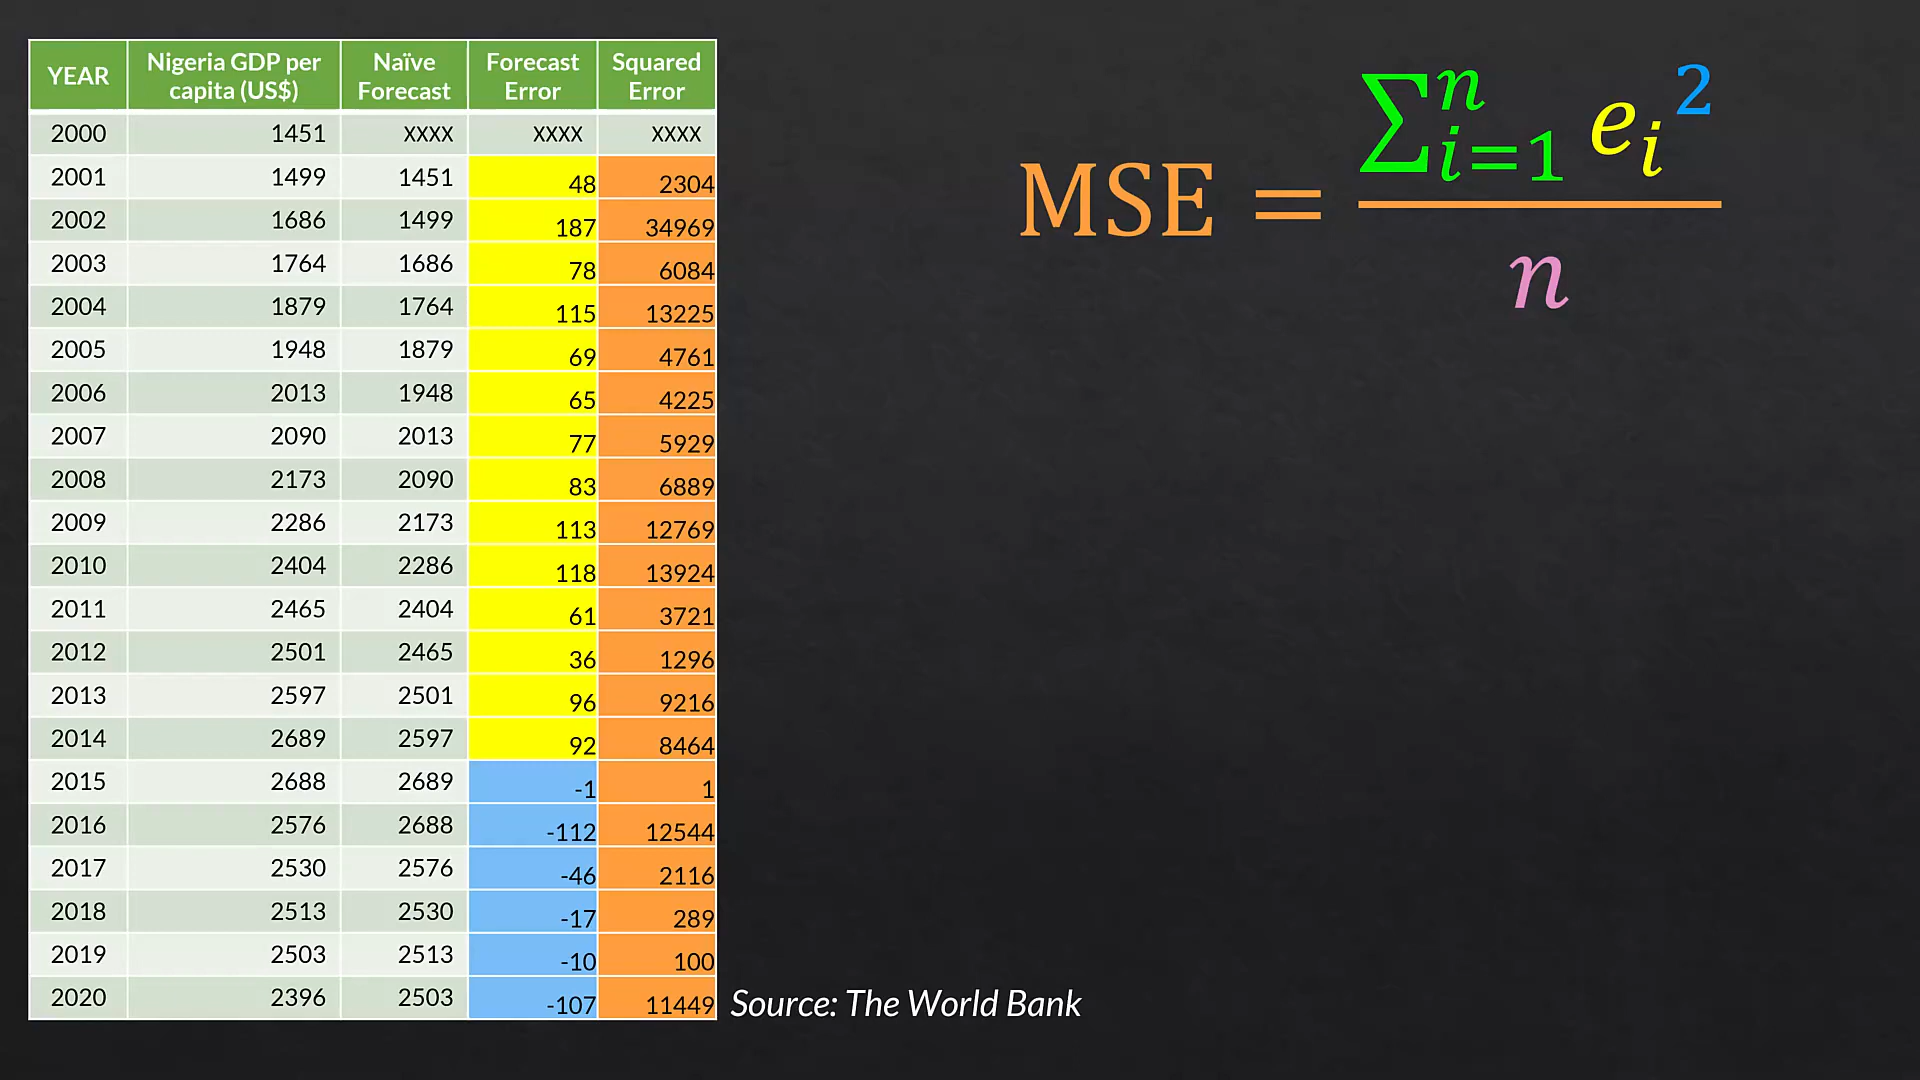 YEAR Nigeria GDP per capita (US$) Naïve Forecast Forecast Error Squared Error
2000 1451 XXXX XXXX XXXX
2001 1499 1451 48 2304
2002 1686 1499 187 34969
2003 1764 1686 78 6084
2004 1879 1764 115 13225
2005 1948 1879 69 4761
2006 2013 1948 65 4225
2007 2090 2013 77 5929
2008 2173 2090 83 6889
2009 2286 2173 113 12769
2010 2404 2286 118 13924
2011 2465 2404 61 3721
2012 2501 2465 36 1296
2013 2597 2501 96 9216
2014 2689 2597 92 8464
2015 2688 2689 -1 1
2016 2576 2688 -112 12544
2017 2530 2576 -46 2116
2018 2513 2530 -17 289
2019 2503 2513 -10 100
2020 2396 2503 -107 11449
MSE = ∑ⁿᵢ₌₁ eᵢ² / n
Source: The World Bank